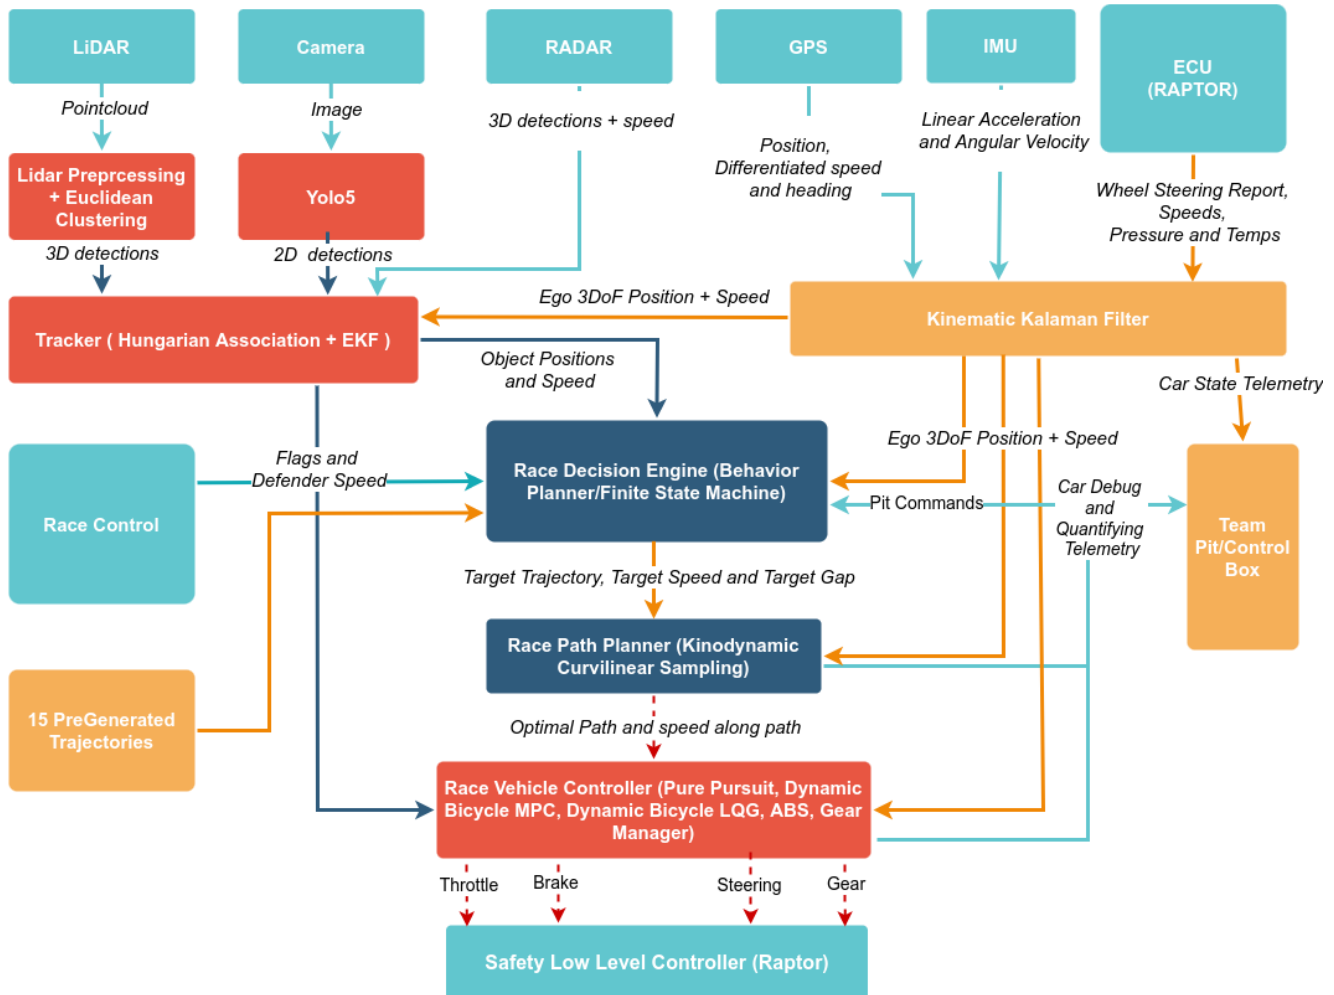 LiDAR
Camera
RADAR
GPS
IMU
ECU
(RAPTOR)
Pointcloud
Image
3D detections + speed
Position,
Differentiated speed
and heading
Linear Acceleration
and Angular Velocity
Wheel Steering Report,
Speeds,
Pressure and Temps
Lidar Preprcessing
+ Euclidean
Clustering
Yolo5
3D detections
2D detections
Ego 3DoF Position + Speed
Tracker ( Hungarian Association + EKF )
Kinematic Kalaman Filter
Object Positions
and Speed
Car State Telemetry
Ego 3DoF Position + Speed
Flags and
Defender Speed
Race Control
Race Decision Engine (Behavior
Planner/Finite State Machine)
Pit Commands
Car Debug
and
Quantifying
Telemetry
Team
Pit/Control
Box
Target Trajectory, Target Speed and Target Gap
Race Path Planner (Kinodynamic
Curvilinear Sampling)
15 PreGenerated
Trajectories
Optimal Path and speed along path
Race Vehicle Controller (Pure Pursuit, Dynamic
Bicycle MPC, Dynamic Bicycle LQG, ABS, Gear
Manager)
Throttle
Brake
Steering
Gear
Safety Low Level Controller (Raptor)